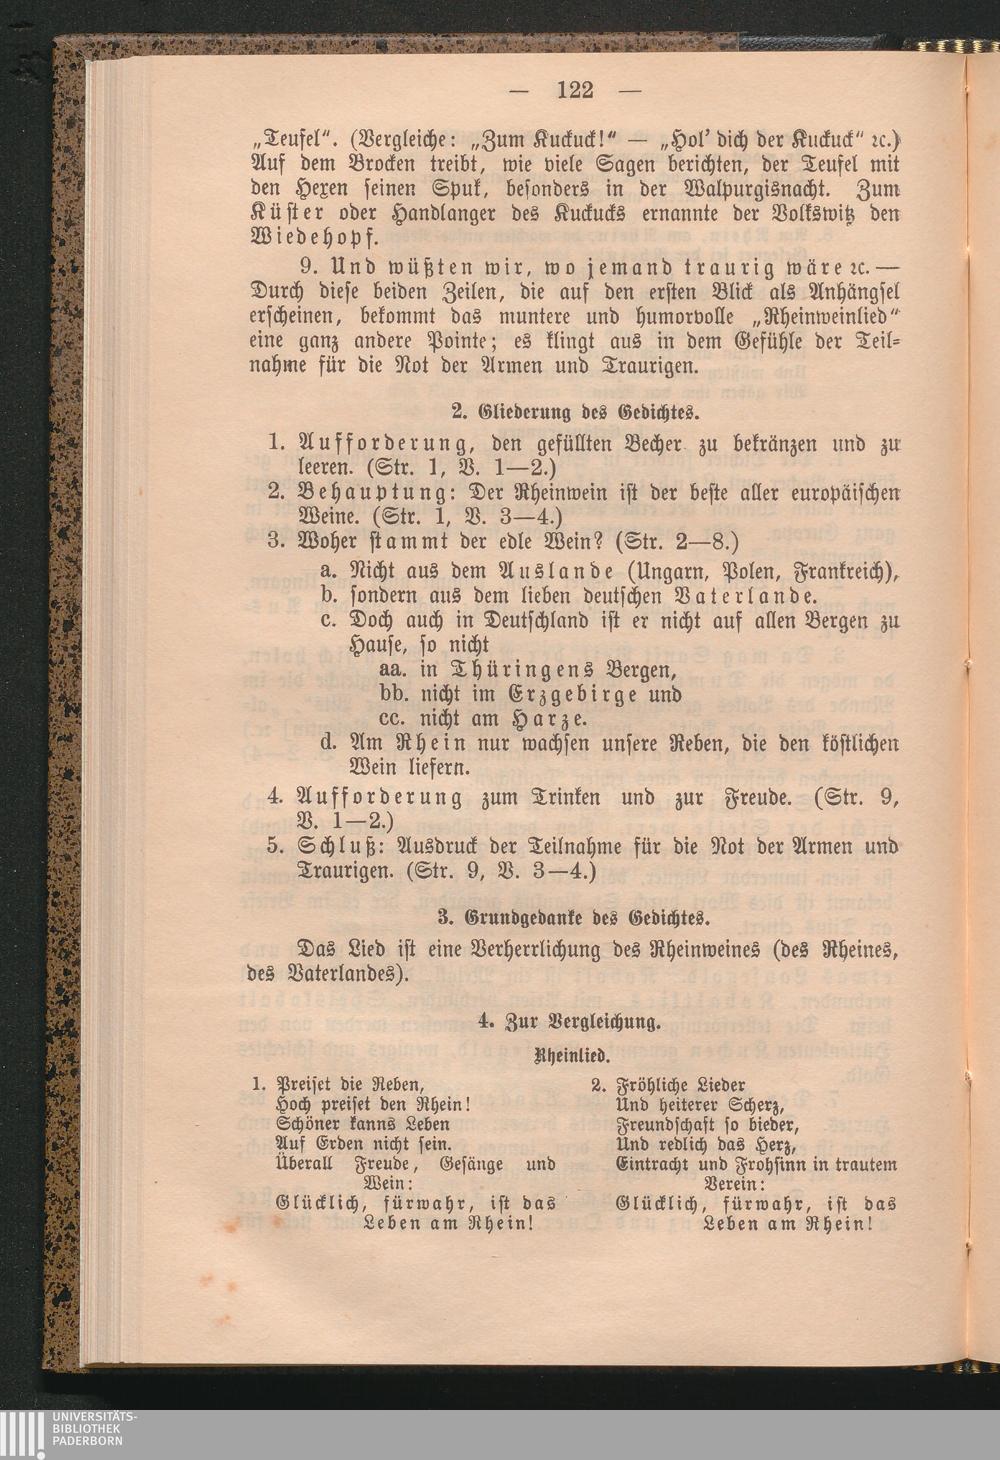 — 122 —
„Teufel“. (Vergleiche: „Zum Kuckuck!“ — „Hol’ dich der Kuckuck“ ꝛc.)
Auf dem Brocken treibt, wie viele Sagen berichten, der Teufel mit
den Hexen seinen Spuk, besonders in der Walpurgisnacht. Zum
Küster oder Handlanger des Kuckucks ernannte der Volkswitz den
Wiedehopf.
9. Und wüßten wir, wo jemand traurig wäre ꝛc. —
Durch diese beiden Zeilen, die auf den ersten Blick als Anhängsel
erscheinen, bekommt das muntere und humorvolle „Rheinweinlied“
eine ganz andere Pointe; es klingt aus in dem Gefühle der Teil=
nahme für die Not der Armen und Traurigen.
2. Gliederung des Gedichtes.
1. Aufforderung, den gefüllten Becher zu bekränzen und zu
leeren. (Str. 1, V. 1—2.)
2. Behauptung: Der Rheinwein ist der beste aller europäischen
Weine. (Str. 1, V. 3—4.)
3. Woher stammt der edle Wein? (Str. 2—8.)
a. Nicht aus dem Auslande (Ungarn, Polen, Frankreich),
b. sondern aus dem lieben deutschen Vaterlande.
c. Doch auch in Deutschland ist er nicht auf allen Bergen zu
Hause, so nicht
aa. in Thüringens Bergen,
bb. nicht im Erzgebirge und
cc. nicht am Harze.
d. Am Rhein nur wachsen unsere Reben, die den köstlichen
Wein liefern.
4. Aufforderung zum Trinken und zur Freude. (Str. 9,
V. 1—2.)
5. Schluß: Ausdruck der Teilnahme für die Not der Armen und
Traurigen. (Str. 9, V. 3—4.)
3. Grundgedanke des Gedichtes.
Das Lied ist eine Verherrlichung des Rheinweines (des Rheines,
des Vaterlandes).
4. Zur Vergleichung.
Rheinlied.
1. Preiset die Reben,
Hoch preiset den Rhein!
Schöner kanns Leben
Auf Erden nicht sein.
Überall Freude, Gesänge und
Wein:
Glücklich, fürwahr, ist das
Leben am Rhein!
2. Fröhliche Lieder
Und heiterer Scherz,
Freundschaft so bieder,
Und redlich das Herz,
Eintracht und Frohsinn in trautem
Verein:
Glücklich, fürwahr, ist das
Leben am Rhein!
UNIVERSITÄTS-
BIBLIOTHEK
PADERBORN